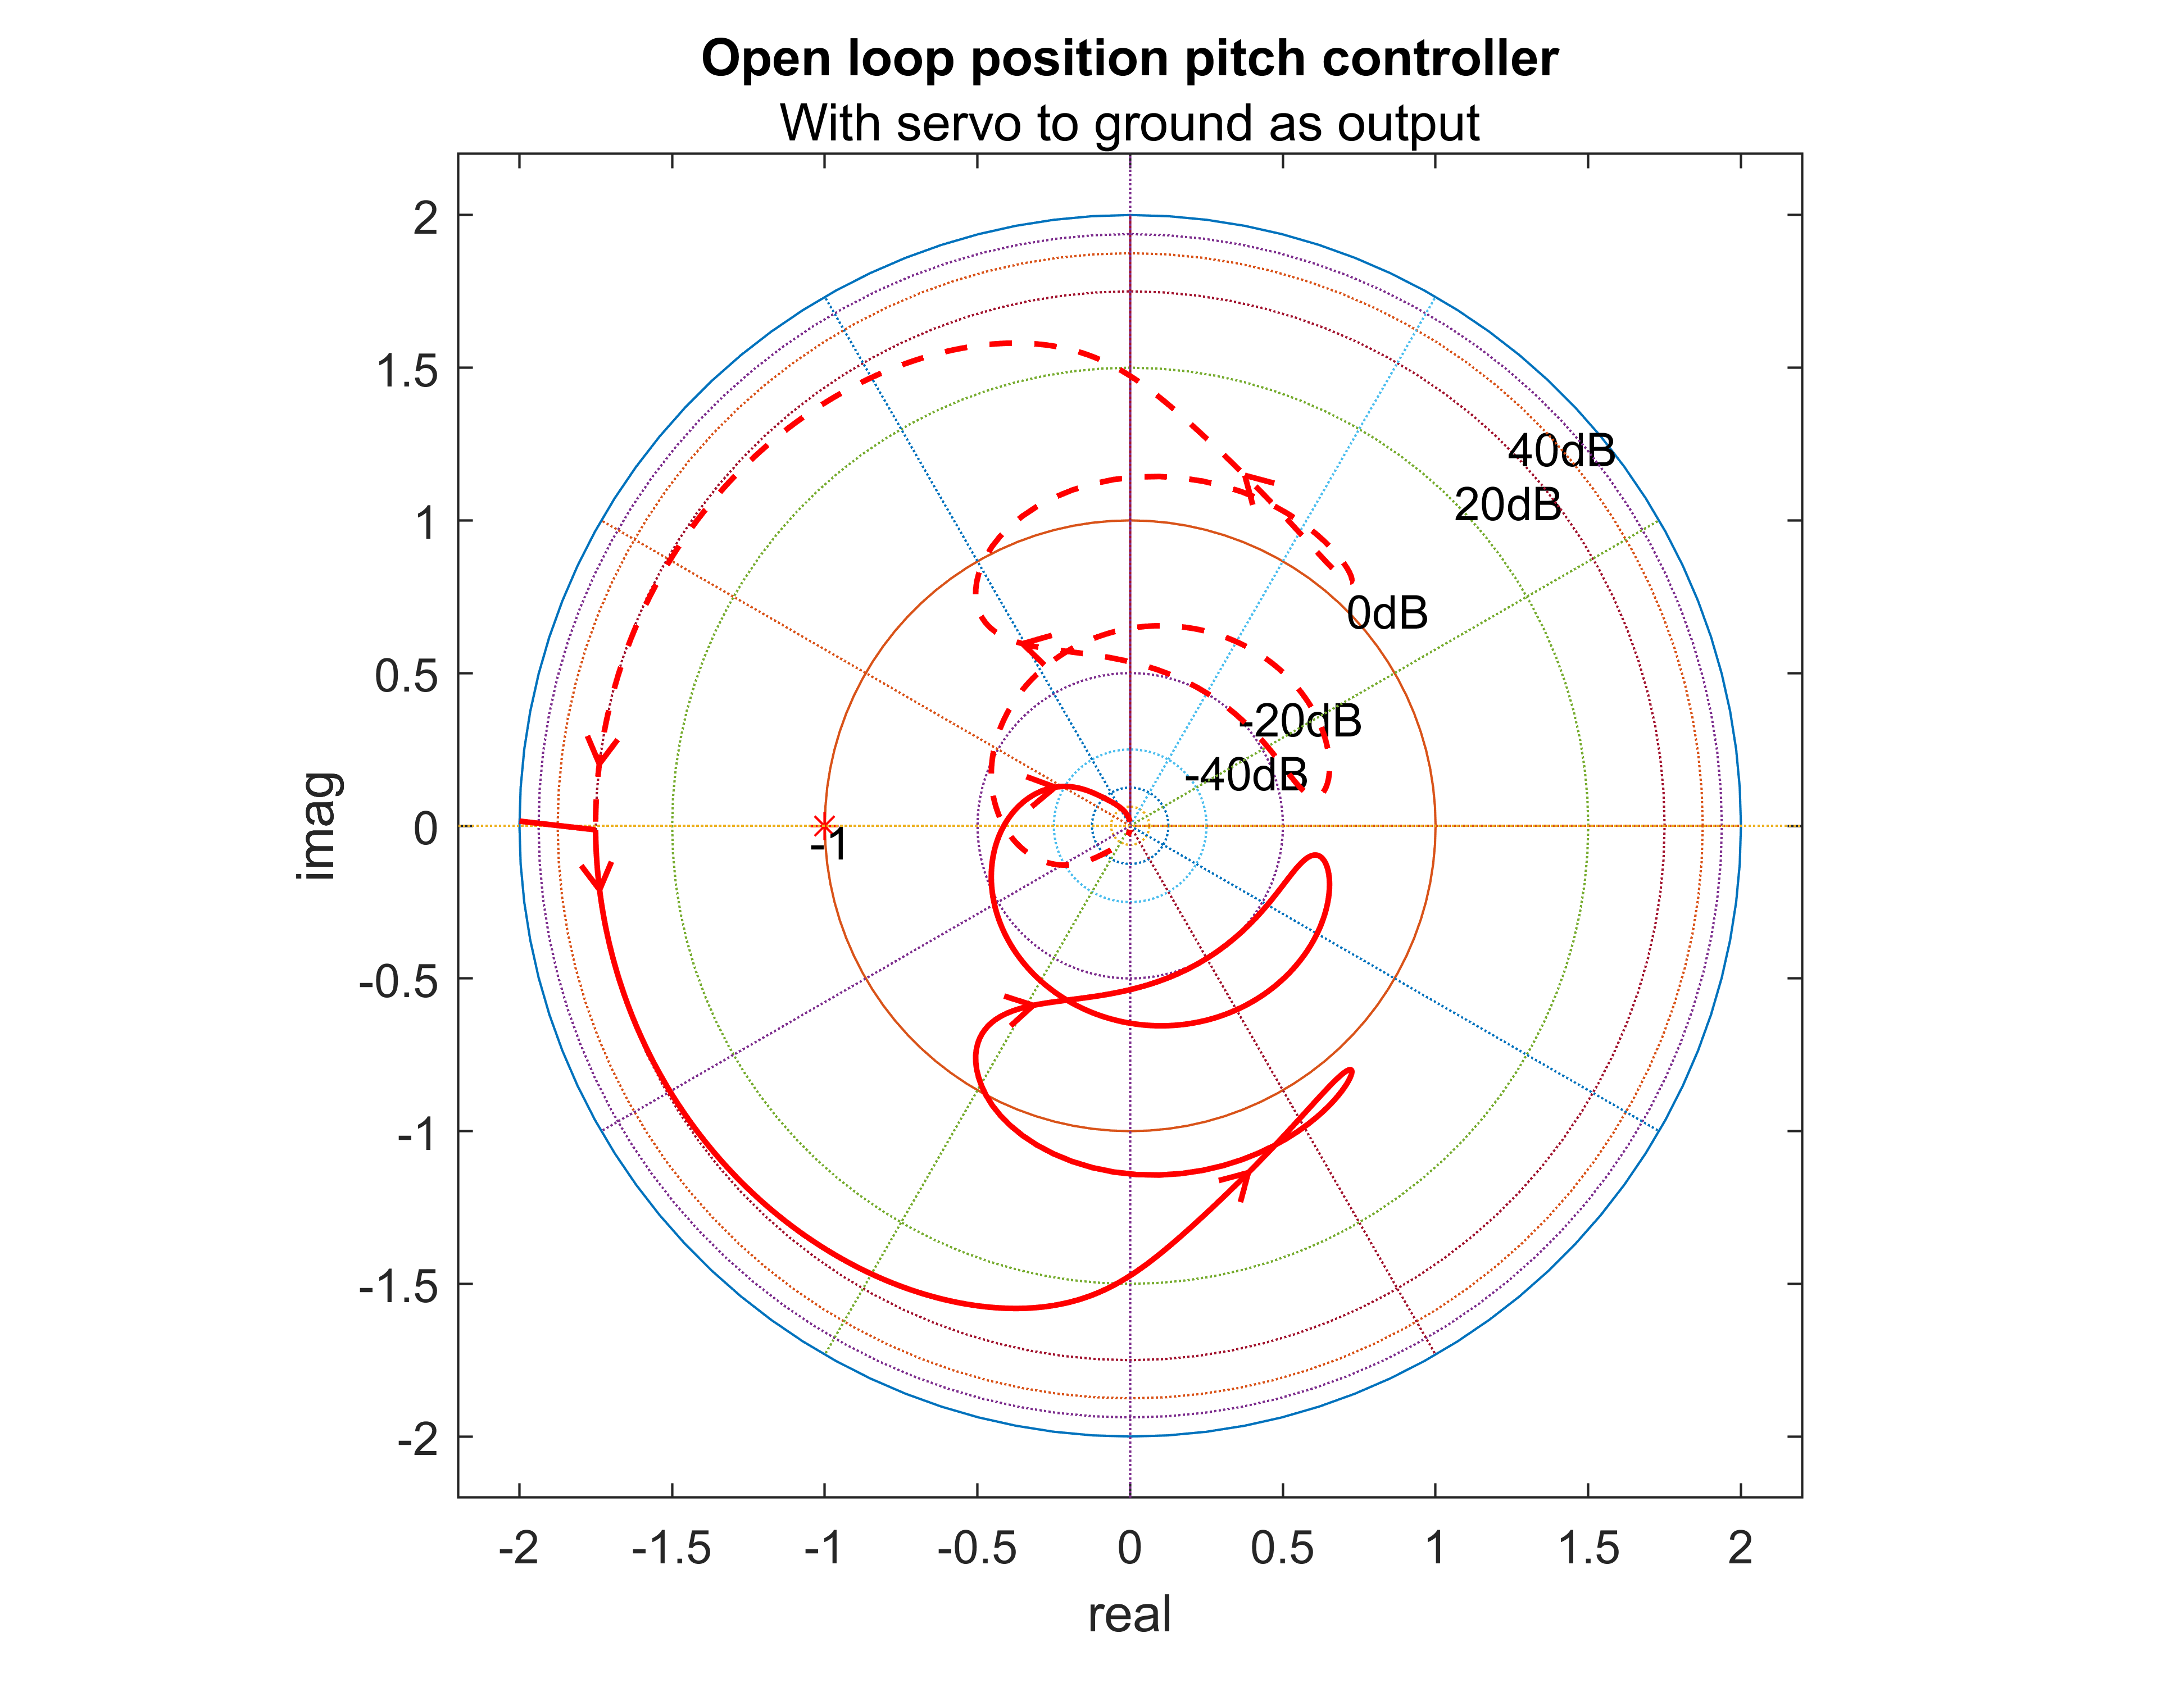 Open loop position pitch controller
With servo to ground as output
2
1.5
1
0.5
0
-0.5
-1
-1.5
-2
imag
40dB
20dB
0dB
-20dB
-40dB
-1
-2
-1.5
-1
-0.5
0
0.5
1
1.5
2
real